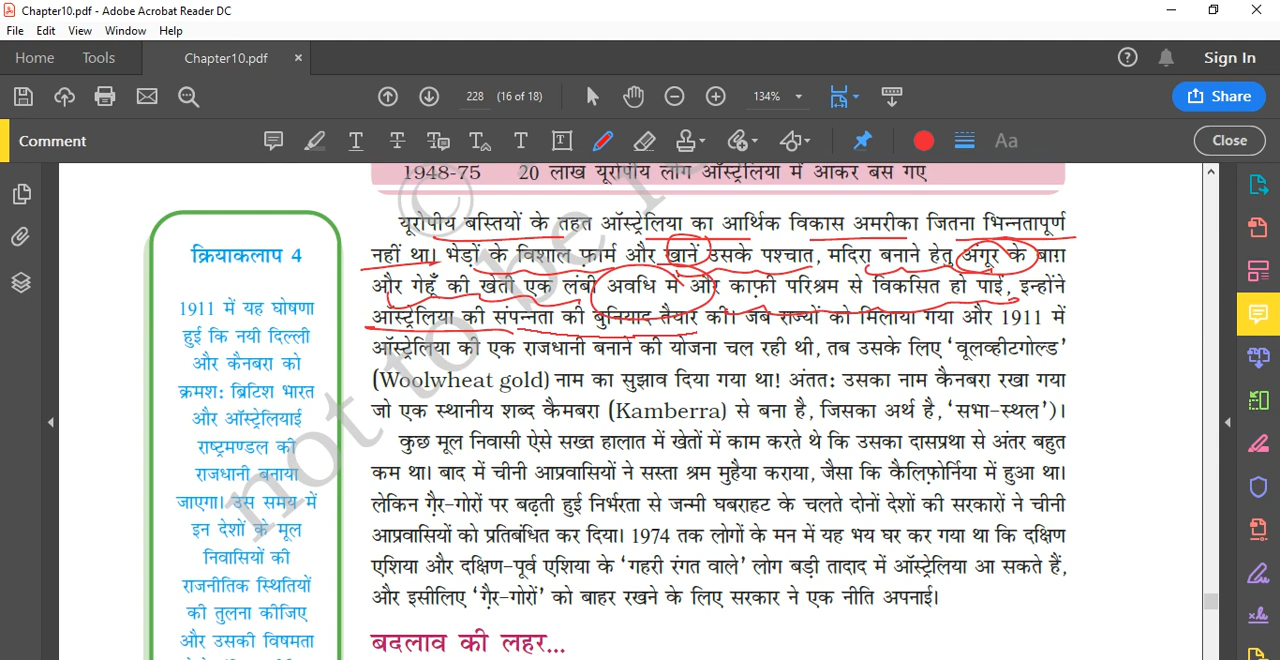 Chapter10.pdf - Adobe Acrobat Reader DC
File Edit View Window Help
Home Tools Chapter10.pdf × Sign In
228 (16 of 18) 134% Share
Comment Aa Close
1948-75 20 लाख यूरोपीय लोग ऑस्ट्रेलिया में आकर बस गए
यूरोपीय बस्तियों के तहत ऑस्ट्रेलिया का आर्थिक विकास अमरीका जितना भिन्नतापूर्ण
नहीं था। भेड़ों के विशाल फ़ार्म और खानें उसके पश्चात, मदिरा बनाने हेतु अंगूर के बाग़
और गेहूँ की खेती एक लंबी अवधि में और काफ़ी परिश्रम से विकसित हो पाईं, इन्होंने
ऑस्ट्रेलिया की संपन्नता की बुनियाद तैयार की। जब राज्यों को मिलाया गया और 1911 में
ऑस्ट्रेलिया की एक राजधानी बनाने की योजना चल रही थी, तब उसके लिए ‘वूलव्हीटगोल्ड’
(Woolwheat gold) नाम का सुझाव दिया गया था! अंतत: उसका नाम कैनबरा रखा गया
जो एक स्थानीय शब्द कैमबरा (Kamberra) से बना है, जिसका अर्थ है, ‘सभा-स्थल’)।
कुछ मूल निवासी ऐसे सख्त हालात में खेतों में काम करते थे कि उसका दासप्रथा से अंतर बहुत
कम था। बाद में चीनी आप्रवासियों ने सस्ता श्रम मुहैया कराया, जैसा कि कैलिफ़ोर्निया में हुआ था।
लेकिन ग़ैर-गोरों पर बढ़ती हुई निर्भरता से जन्मी घबराहट के चलते दोनों देशों की सरकारों ने चीनी
आप्रवासियों को प्रतिबंधित कर दिया। 1974 तक लोगों के मन में यह भय घर कर गया था कि दक्षिण
एशिया और दक्षिण-पूर्व एशिया के ‘गहरी रंगत वाले’ लोग बड़ी तादाद में ऑस्ट्रेलिया आ सकते हैं,
और इसीलिए ‘ग़ैर-गोरों’ को बाहर रखने के लिए सरकार ने एक नीति अपनाई।
बदलाव की लहर...
क्रियाकलाप 4
1911 में यह घोषणा
हुई कि नयी दिल्ली
और कैनबरा को
क्रमश: ब्रिटिश भारत
और ऑस्ट्रेलियाई
राष्ट्रमण्डल की
राजधानी बनाया
जाएगा। उस समय में
इन देशों के मूल
निवासियों की
राजनीतिक स्थितियों
की तुलना कीजिए
और उसकी विषमता
©
not to be r